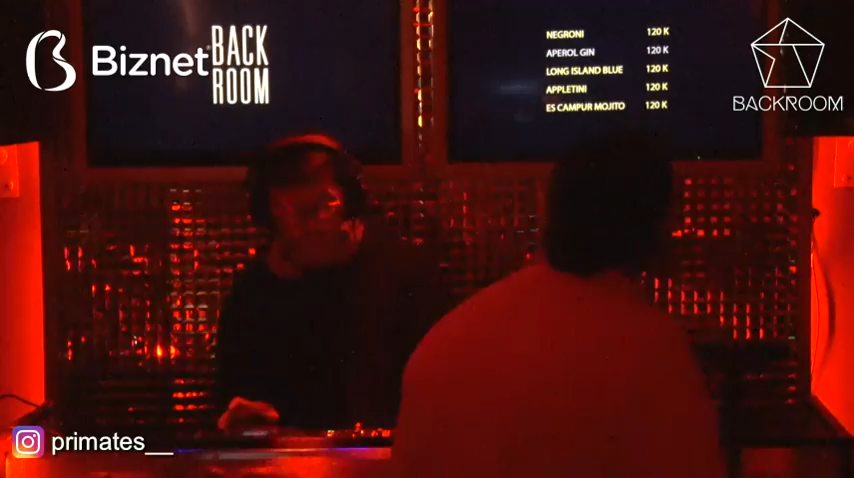 Biznet
BACK
ROOM
NEGRONI 120 K
APEROL GIN 120 K
LONG ISLAND BLUE 120 K
APPLETINI 120 K
ES CAMPUR MOJITO 120 K
BACKROOM
primates__